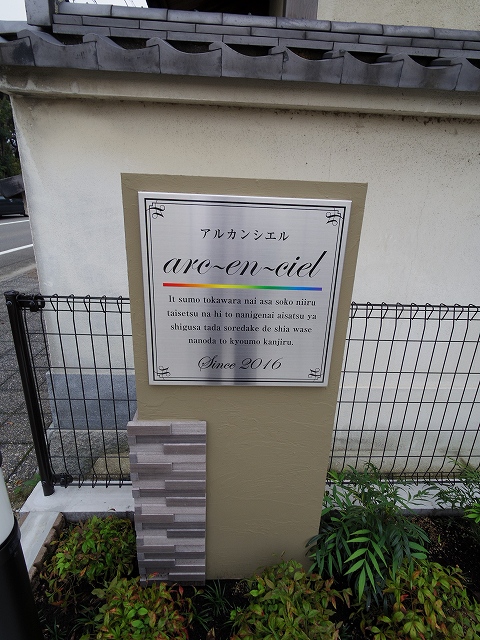 アルカンシエル
arc~en~ciel
It sumo tokawara nai asa soko niiru
taisetsu na hi to nanigenai aisatsu ya
shigusa tada soredake de shia wase
nanoda to kyoumo kanjiru.
Since 2016